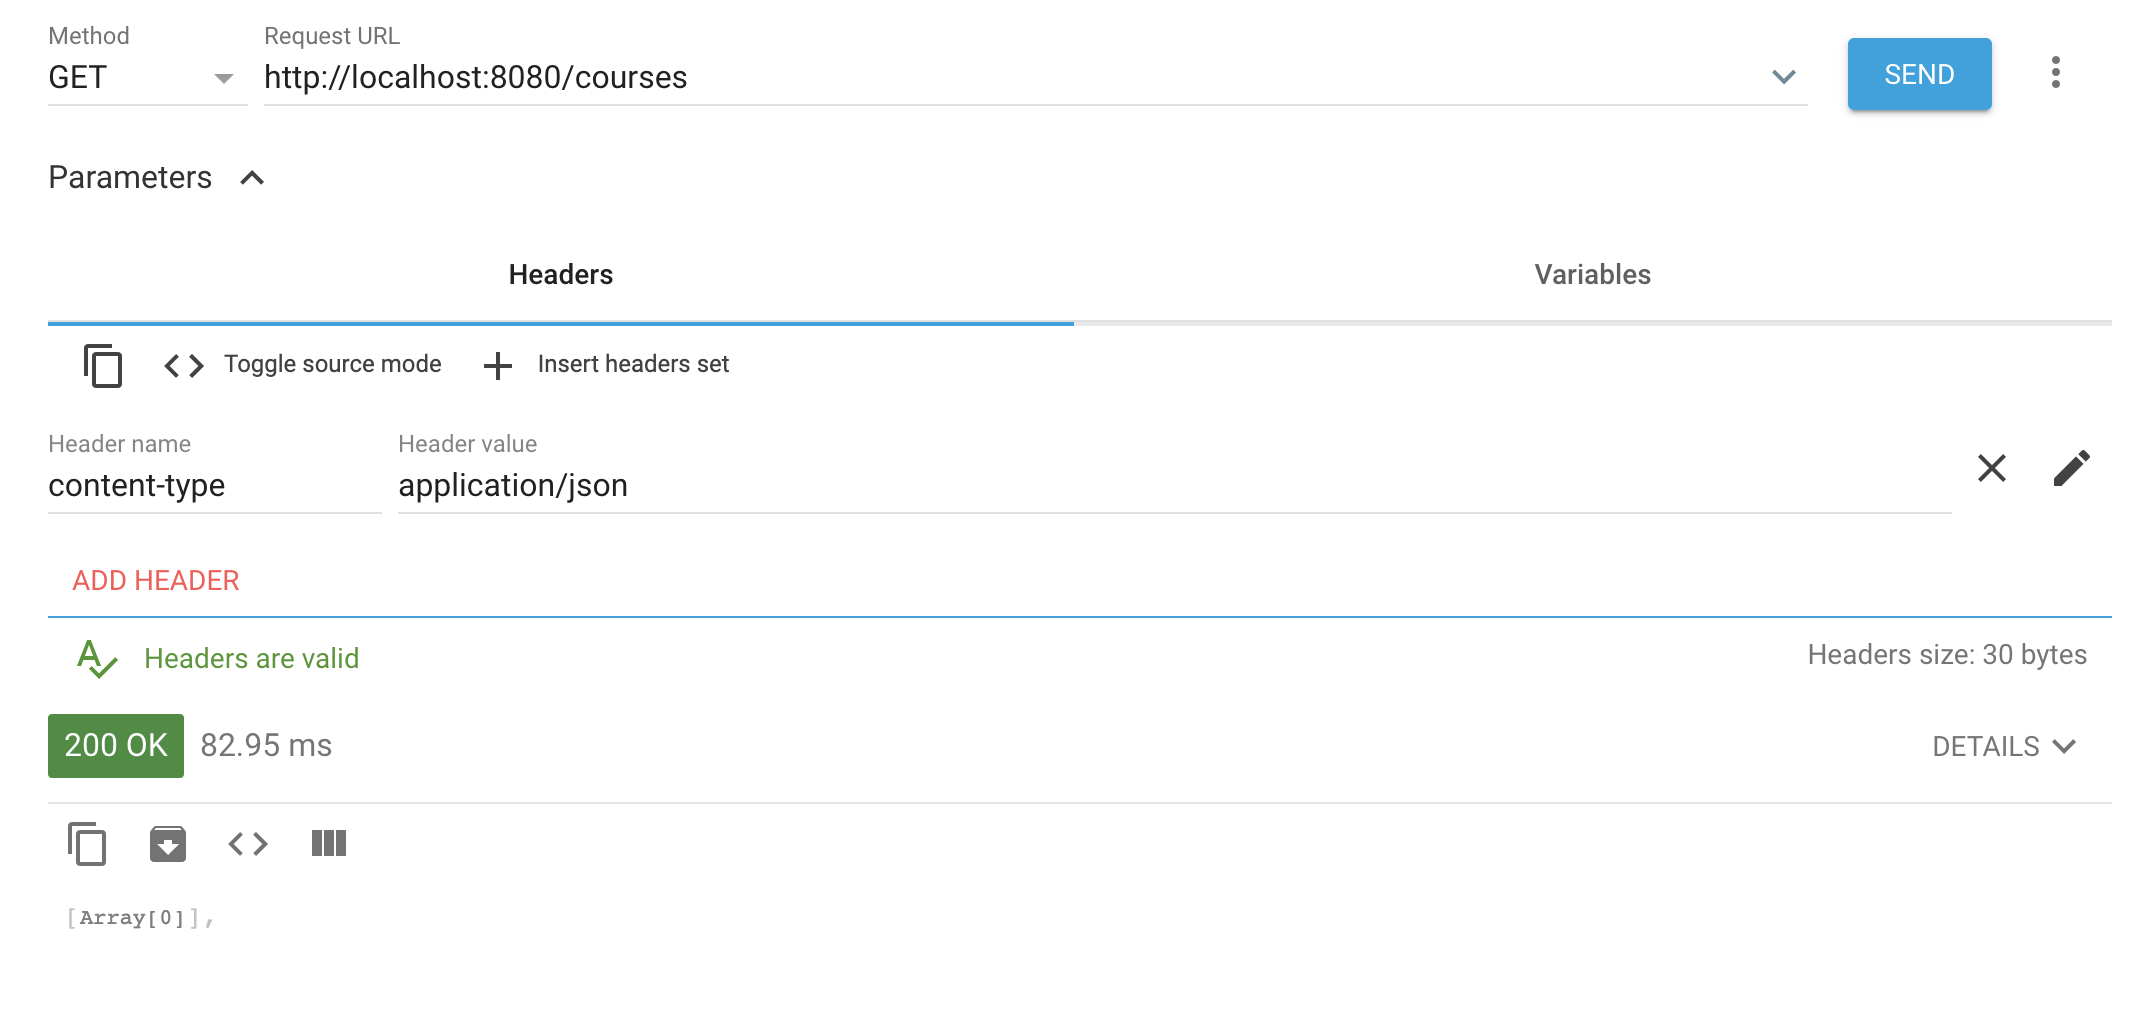 Method
GET
Request URL
http://localhost:8080/courses
SEND
Parameters
Headers
Variables
Toggle source mode
Insert headers set
Header name
content-type
Header value
application/json
ADD HEADER
Headers are valid
Headers size: 30 bytes
200 OK
82.95 ms
DETAILS
[Array[0]],